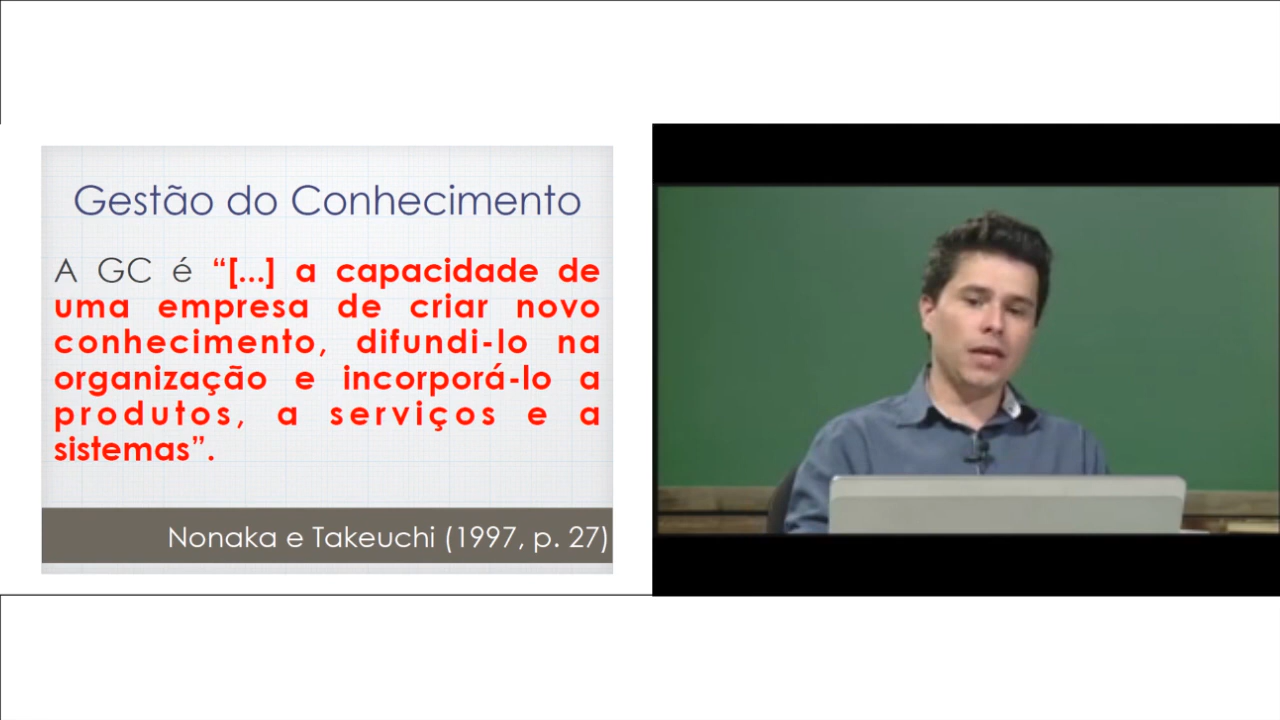 Gestão do Conhecimento
A GC é “[...] a capacidade de
uma empresa de criar novo
conhecimento, difundi-lo na
organização e incorporá-lo a
produtos, a serviços e a
sistemas”.
Nonaka e Takeuchi (1997, p. 27)